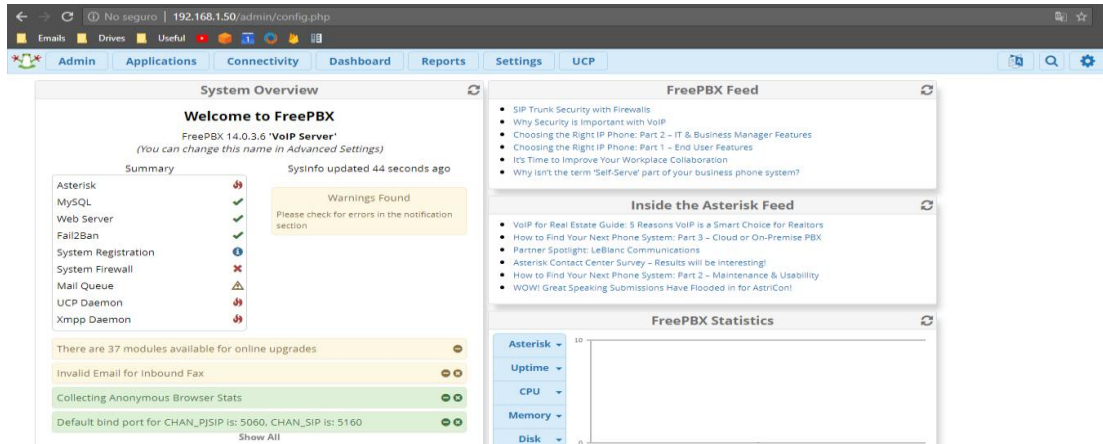 No seguro | 192.168.1.50/admin/config.php
Emails Drives Useful
Admin Applications Connectivity Dashboard Reports Settings UCP
System Overview
Welcome to FreePBX
FreePBX 14.0.3.6 'VoIP Server'
(You can change this name in Advanced Settings)
Summary
Asterisk
MySQL
Web Server
Fail2Ban
System Registration
System Firewall
Mail Queue
UCP Daemon
Xmpp Daemon
SysInfo updated 44 seconds ago
Warnings Found
Please check for errors in the notification
section
There are 37 modules available for online upgrades
Invalid Email for Inbound Fax
Collecting Anonymous Browser Stats
Default bind port for CHAN_PJSIP is: 5060, CHAN_SIP is: 5160
Show All
FreePBX Feed
SIP Trunk Security with Firewalls
Why Security is Important with VoIP
Choosing the Right IP Phone: Part 2 – IT & Business Manager Features
Choosing the Right IP Phone: Part 1 – End User Features
It's Time to Improve Your Workplace Collaboration
Why isn't the term 'Self-Serve' part of your business phone system?
Inside the Asterisk Feed
VoIP for Real Estate Guide: 5 Reasons VoIP is a Smart Choice for Realtors
How to Find Your Next Phone System: Part 3 – Cloud or On-Premise PBX
Partner Spotlight: LeBlanc Communications
Asterisk Contact Center Survey – Results will be interesting!
How to Find Your Next Phone System: Part 2 – Maintenance & Usability
WOW! Great Speaking Submissions Have Flooded in for AstriCon!
FreePBX Statistics
Asterisk
Uptime
CPU
Memory
Disk
10
0